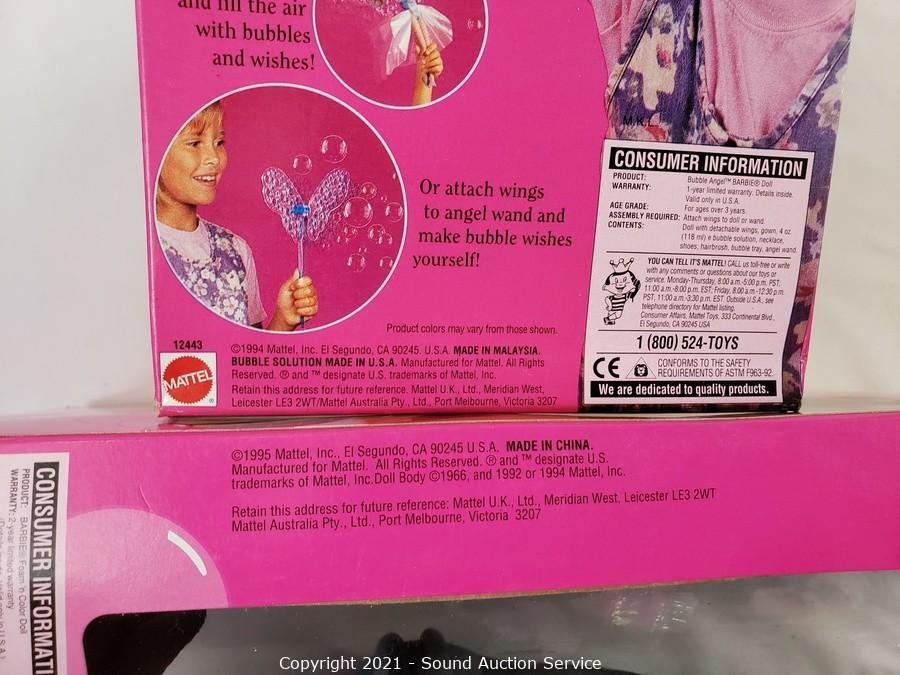 and fill the air
with bubbles
and wishes!
Or attach wings
to angel wand and
make bubble wishes
yourself!
Product colors may vary from those shown.
12443
MATTEL
®
©1994 Mattel, Inc. El Segundo, CA 90245. U.S.A. MADE IN MALAYSIA.
BUBBLE SOLUTION MADE IN U.S.A. Manufactured for Mattel. All Rights
Reserved. ® and ™ designate U.S. trademarks of Mattel, Inc.
Retain this address for future reference. Mattel U.K., Ltd., Meridian West,
Leicester LE3 2WT/Mattel Australia Pty., Ltd., Port Melbourne, Victoria 3207
M.K.L.
CONSUMER INFORMATION
PRODUCT: Bubble Angel™ BARBIE® Doll
WARRANTY: 1-year limited warranty. Details inside.
Valid only in U.S.A.
AGE GRADE: For ages over 3 years.
ASSEMBLY REQUIRED: Attach wings to doll or wand.
CONTENTS: Doll with detachable wings, gown, 4 oz.
(118 ml) e bubble solution, necklace,
shoes, hairbrush, bubble tray, angel wand.
YOU CAN TELL IT'S MATTEL! CALL us toll-free or write
with any comments or questions about our toys or
service. Monday-Thursday, 8:00 a.m.-5:00 p.m. PST;
11:00 a.m.-8:00 p.m. EST; Friday, 8:00 a.m.-12:30 p.m.
PST, 11:00 a.m.-3:30 p.m. EST. Outside U.S.A., see
telephone directory for Mattel listing.
Consumer Affairs, Mattel Toys, 333 Continental Blvd.,
El Segundo, CA 90245 USA
1 (800) 524-TOYS
CE
CONFORMS TO THE SAFETY
REQUIREMENTS OF ASTM F963-92.
We are dedicated to quality products.
©1995 Mattel, Inc., El Segundo, CA 90245 U.S.A. MADE IN CHINA.
Manufactured for Mattel. All Rights Reserved. ® and ™ designate U.S.
trademarks of Mattel, Inc.Doll Body ©1966, and 1992 or 1994 Mattel, Inc.
Retain this address for future reference: Mattel U.K., Ltd., Meridian West, Leicester LE3 2WT
Mattel Australia Pty., Ltd., Port Melbourne, Victoria 3207
CONSUMER INFORMATI
PRODUCT: BARBIE® Foam 'n Color Doll
WARRANTY: 2-year limited warranty
Copyright 2021 - Sound Auction Service